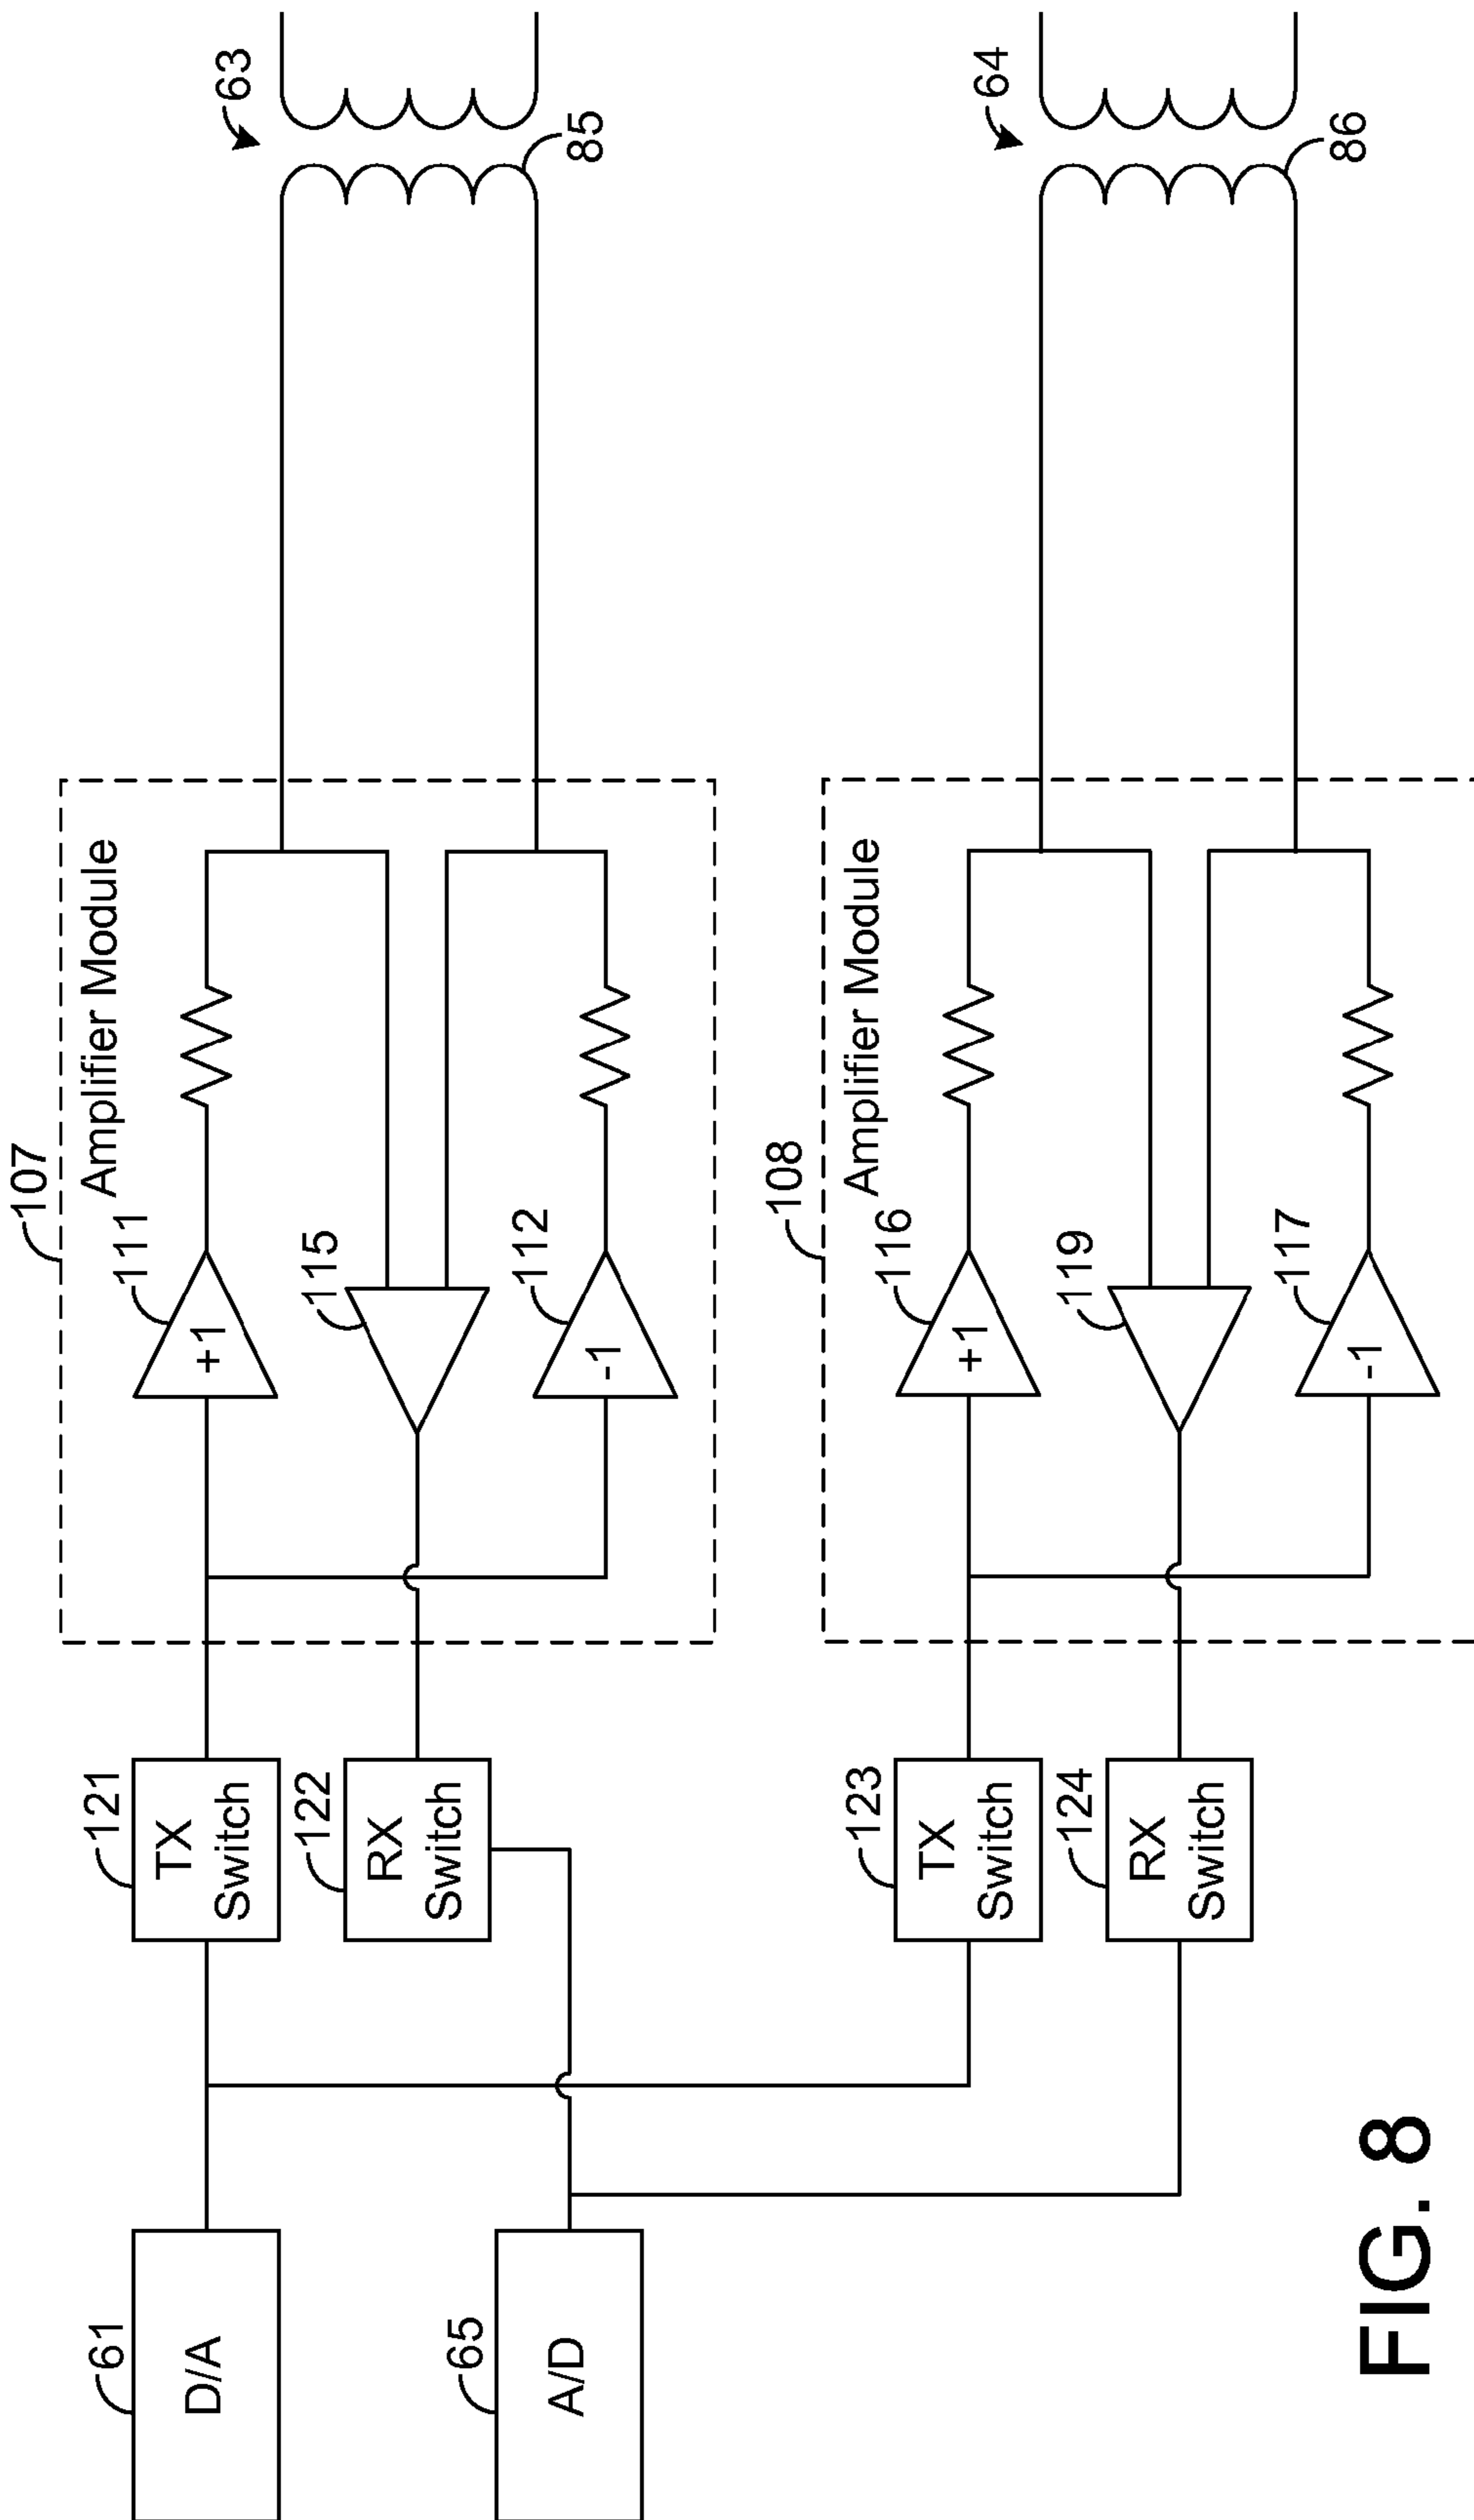 61
D/A
65
A/D
121
TX
Switch
122
RX
Switch
123
TX
Switch
124
RX
Switch
107
Amplifier Module
111
+1
115
112
-1
108
Amplifier Module
116
+1
119
117
-1
63
85
64
86
FIG. 8